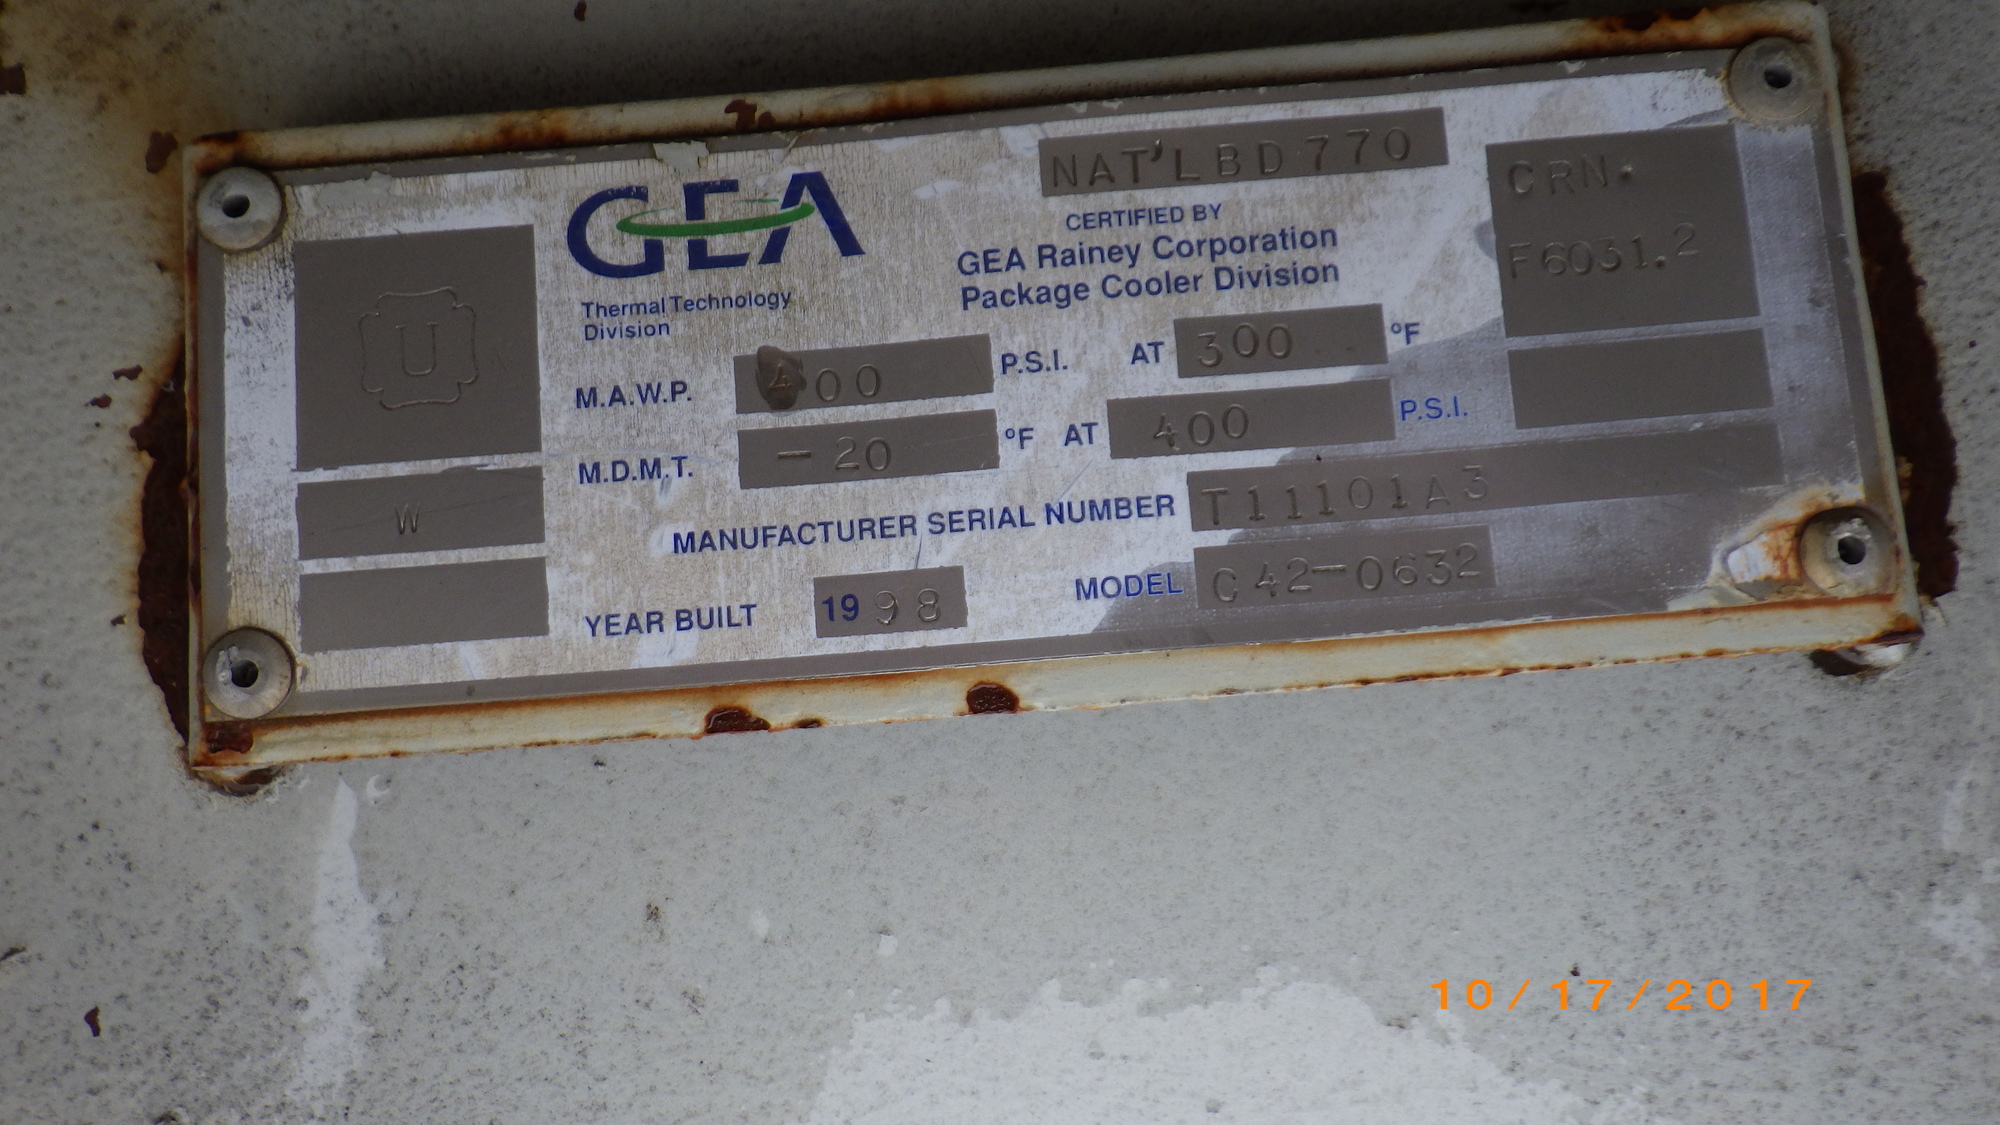 NAT'L BD 770
CRN.
F6031.2
GEA
Thermal Technology
Division
CERTIFIED BY
GEA Rainey Corporation
Package Cooler Division
U
W
M.A.W.P. 400 P.S.I. AT 300 °F
M.D.M.T. -20 °F AT 400 P.S.I.
MANUFACTURER SERIAL NUMBER T11101A3
YEAR BUILT 1998 MODEL C42-0632
10/17/2017